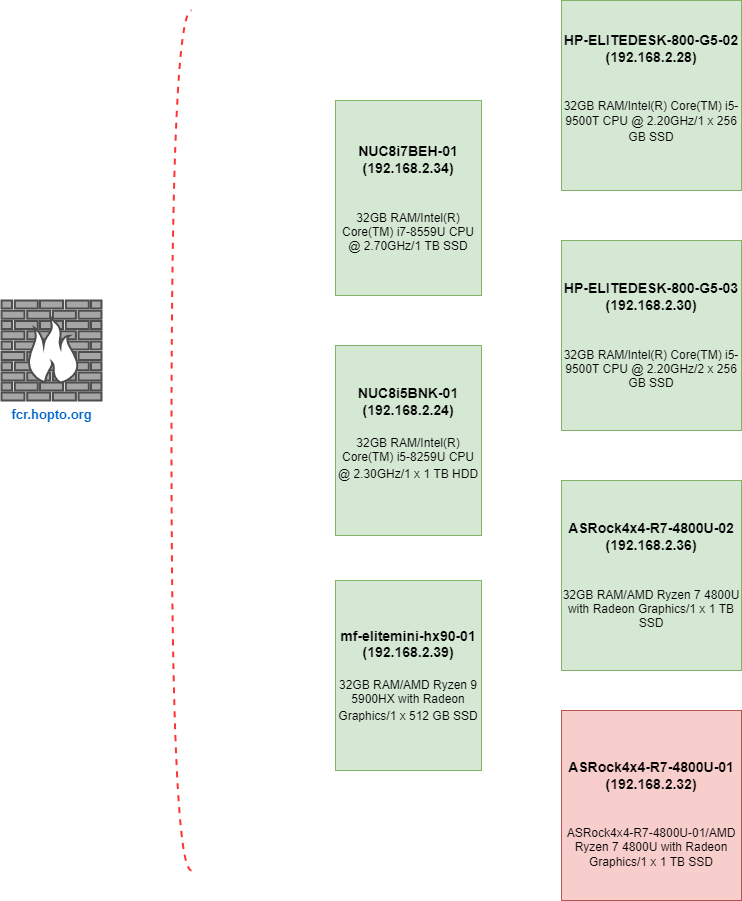 fcr.hopto.org
NUC8i7BEH-01
(192.168.2.34)
32GB RAM/Intel(R)
Core(TM) i7-8559U CPU
@ 2.70GHz/1 TB SSD
NUC8i5BNK-01
(192.168.2.24)
32GB RAM/Intel(R)
Core(TM) i5-8259U CPU
@ 2.30GHz/1 x 1 TB HDD
mf-elitemini-hx90-01
(192.168.2.39)
32GB RAM/AMD Ryzen 9
5900HX with Radeon
Graphics/1 x 512 GB SSD
HP-ELITEDESK-800-G5-02
(192.168.2.28)
32GB RAM/Intel(R) Core(TM) i5-
9500T CPU @ 2.20GHz/1 x 256
GB SSD
HP-ELITEDESK-800-G5-03
(192.168.2.30)
32GB RAM/Intel(R) Core(TM) i5-
9500T CPU @ 2.20GHz/2 x 256
GB SSD
ASRock4x4-R7-4800U-02
(192.168.2.36)
32GB RAM/AMD Ryzen 7 4800U
with Radeon Graphics/1 x 1 TB
SSD
ASRock4x4-R7-4800U-01
(192.168.2.32)
ASRock4x4-R7-4800U-01/AMD
Ryzen 7 4800U with Radeon
Graphics/1 x 1 TB SSD